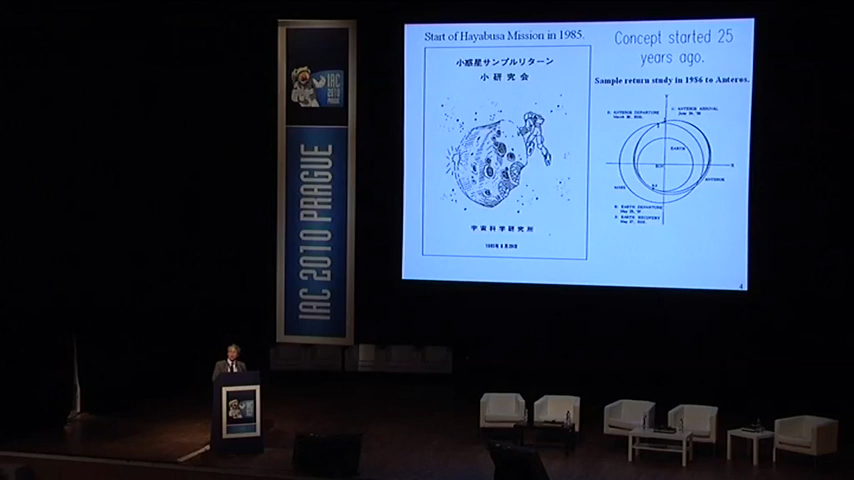 Start of Hayabusa Mission in 1985.
小惑星サンプルリターン
小研究会
宇宙科学研究所
Concept started 25
years ago.
Sample return study in 1986 to Anteros.
EARTH
4
IAC
2010
PRAGUE
IAC 2010 PRAGUE